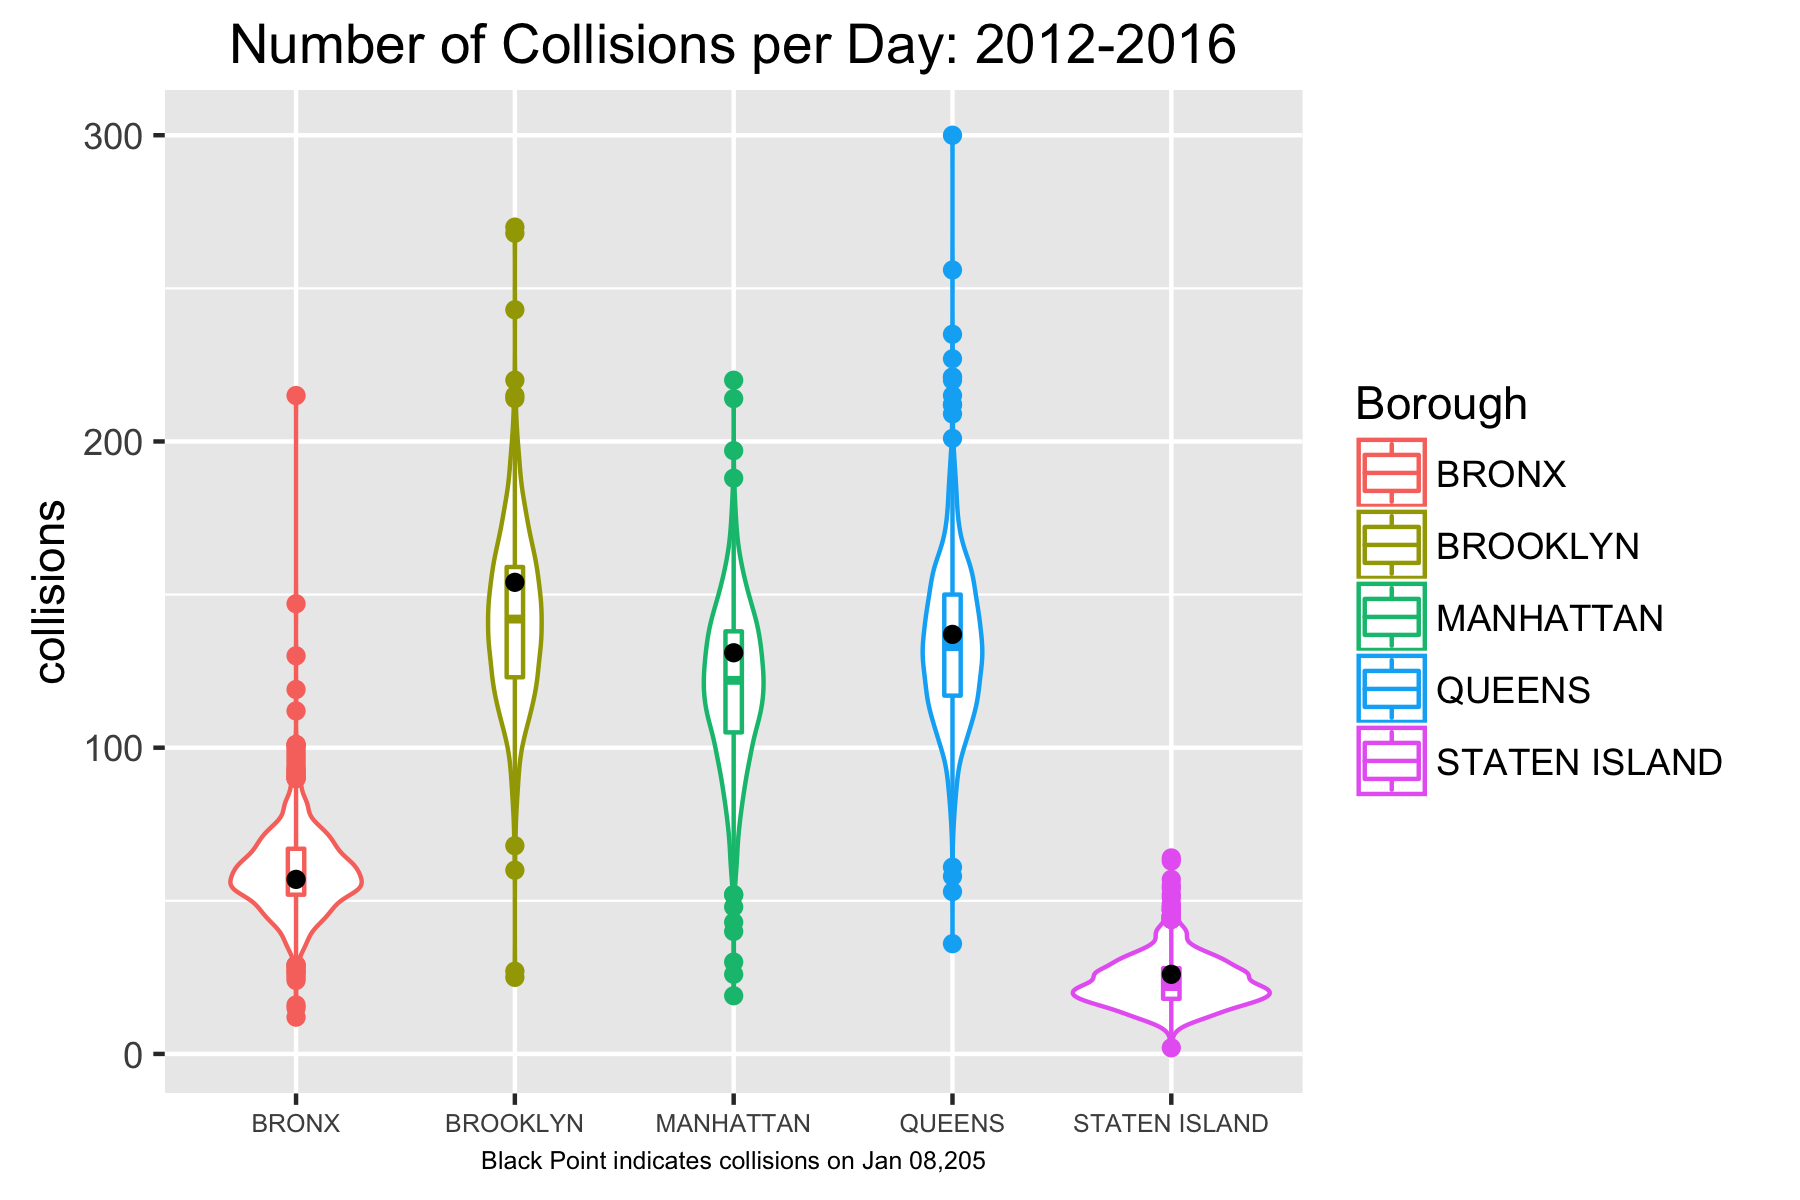 Number of Collisions per Day: 2012-2016
collisions
300
200
100
0
BRONX
BROOKLYN
MANHATTAN
QUEENS
STATEN ISLAND
Black Point indicates collisions on Jan 08,205
Borough
BRONX
BROOKLYN
MANHATTAN
QUEENS
STATEN ISLAND